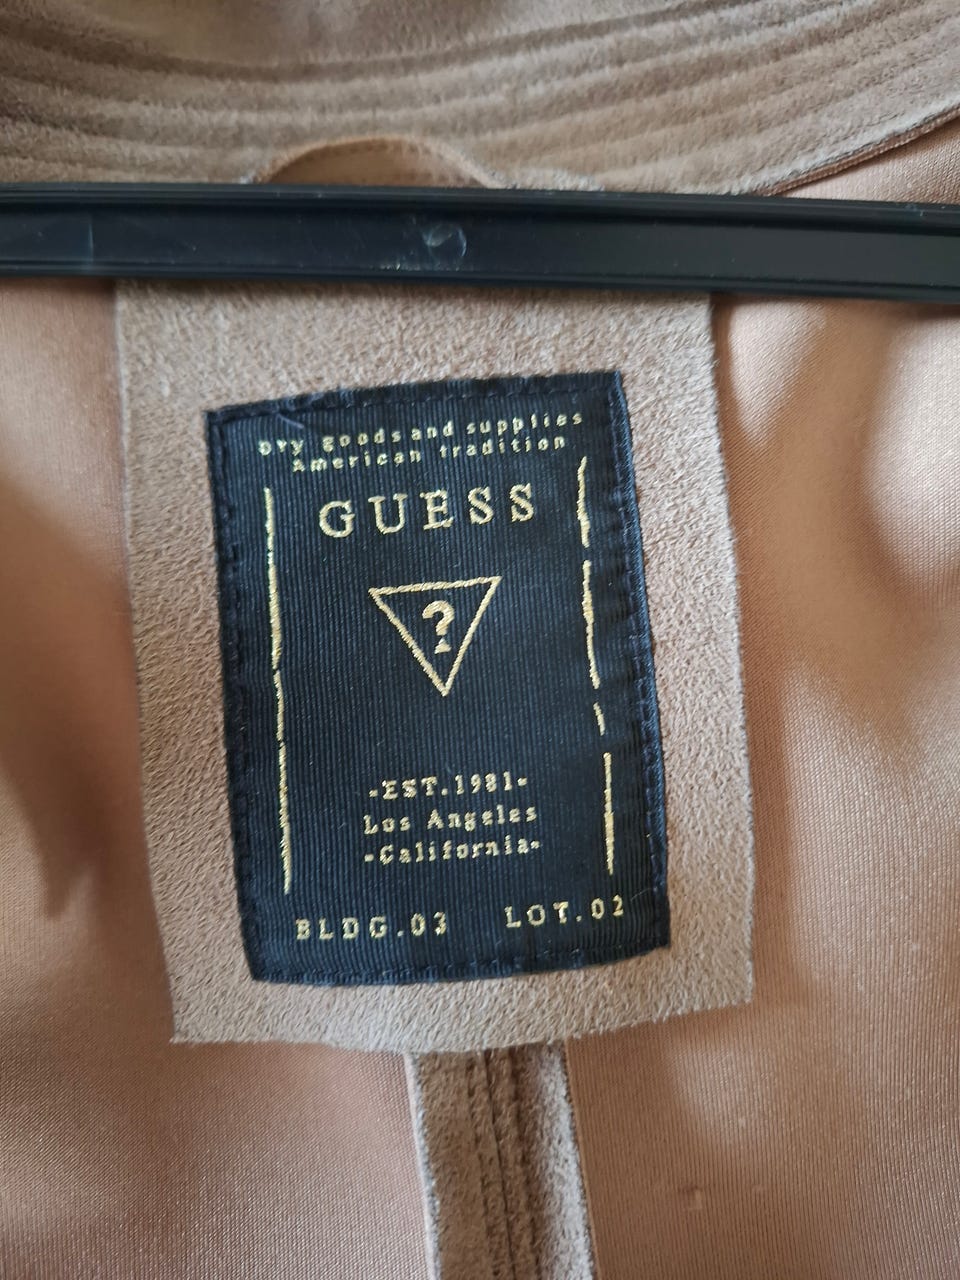 Dry goods and supplies
American tradition
GUESS
?
-EST.1981-
Los Angeles
-California-
BLDG.03 LOT.02